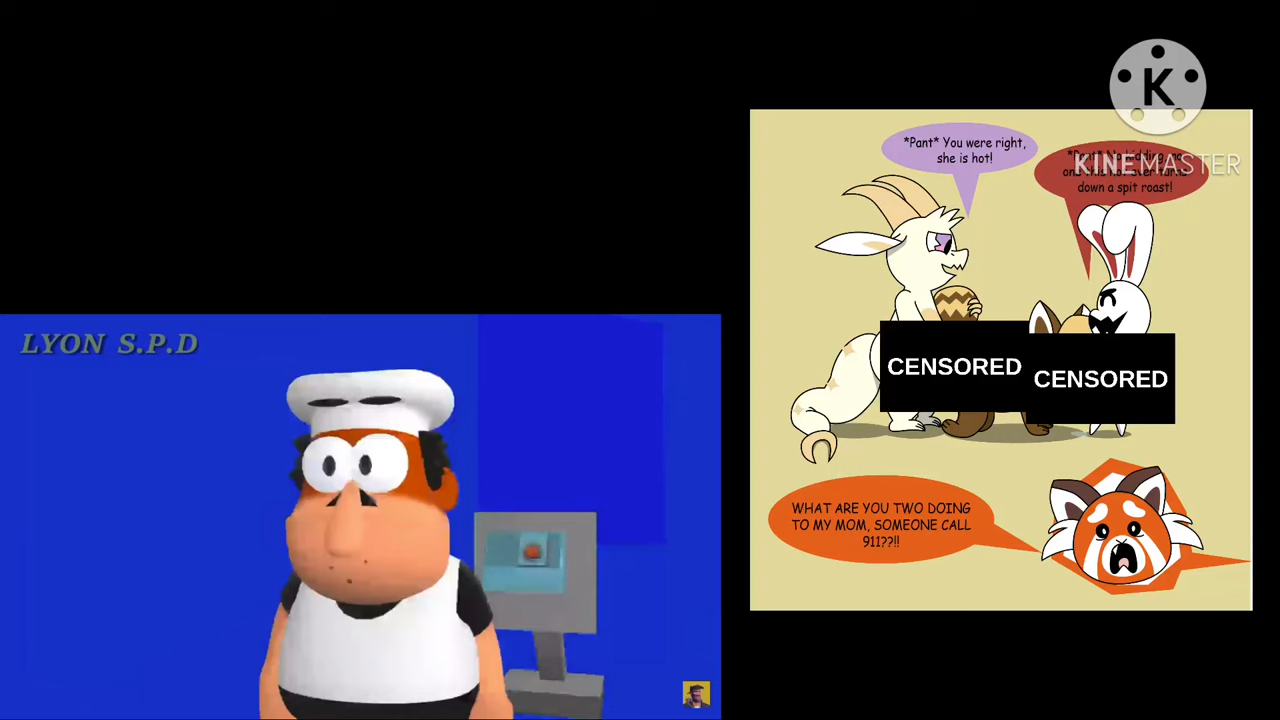 K
KINEMASTER
*Pant* You were right,
she is hot!
down a spit roast!
LYON S.P.D
CENSORED
CENSORED
WHAT ARE YOU TWO DOING
TO MY MOM, SOMEONE CALL
911??!!